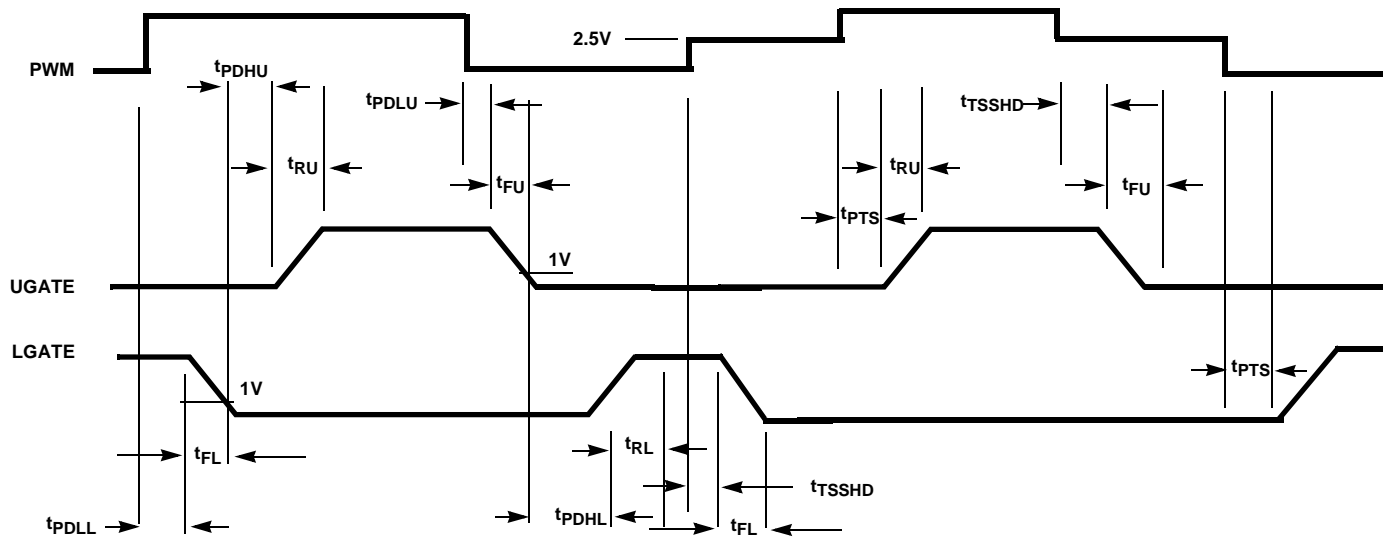 2.5V
PWM
tPDHU
tPDLU
tTSSHD
tRU
tFU
tRU
tFU
tPTS
1V
UGATE
LGATE
tPTS
1V
tFL
tRL
tTSSHD
tPDLL
tPDHL
tFL